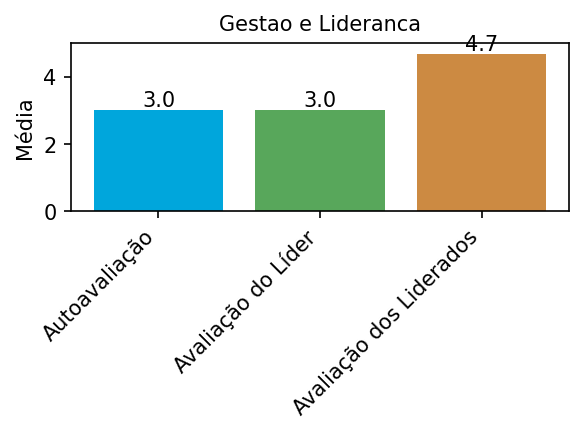 Gestao e Lideranca
Média
4
2
0
3.0
3.0
4.7
Autoavaliação
Avaliação do Líder
Avaliação dos Liderados